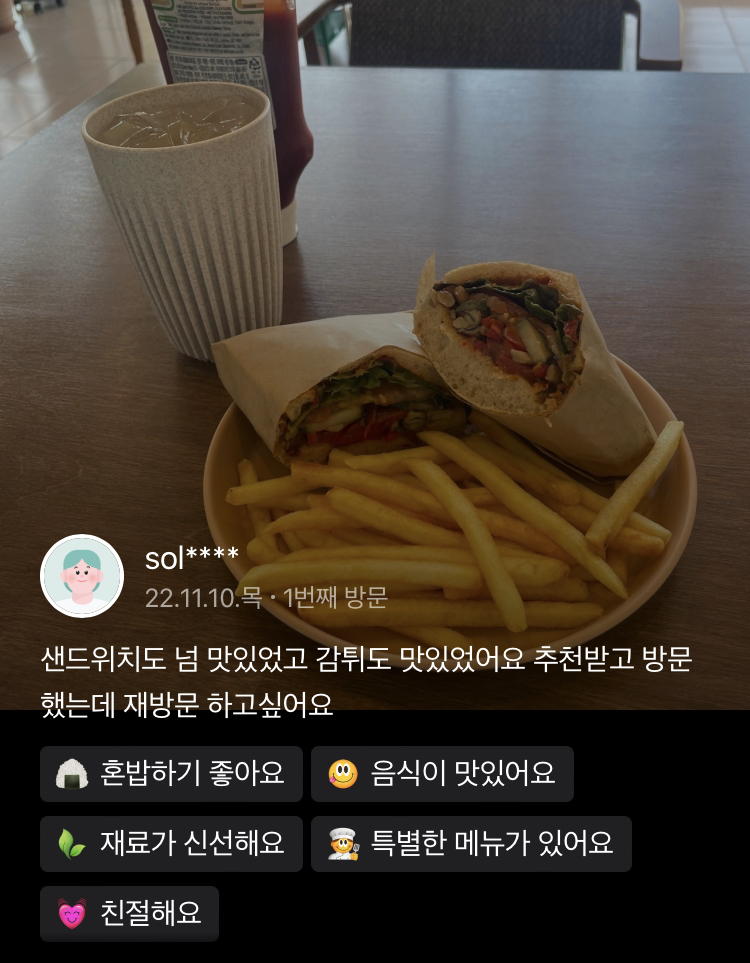 sol****
22.11.10.목 · 1번째 방문
샌드위치도 넘 맛있었고 감튀도 맛있었어요 추천받고 방문
했는데 재방문 하고싶어요
혼밥하기 좋아요
음식이 맛있어요
재료가 신선해요
특별한 메뉴가 있어요
친절해요